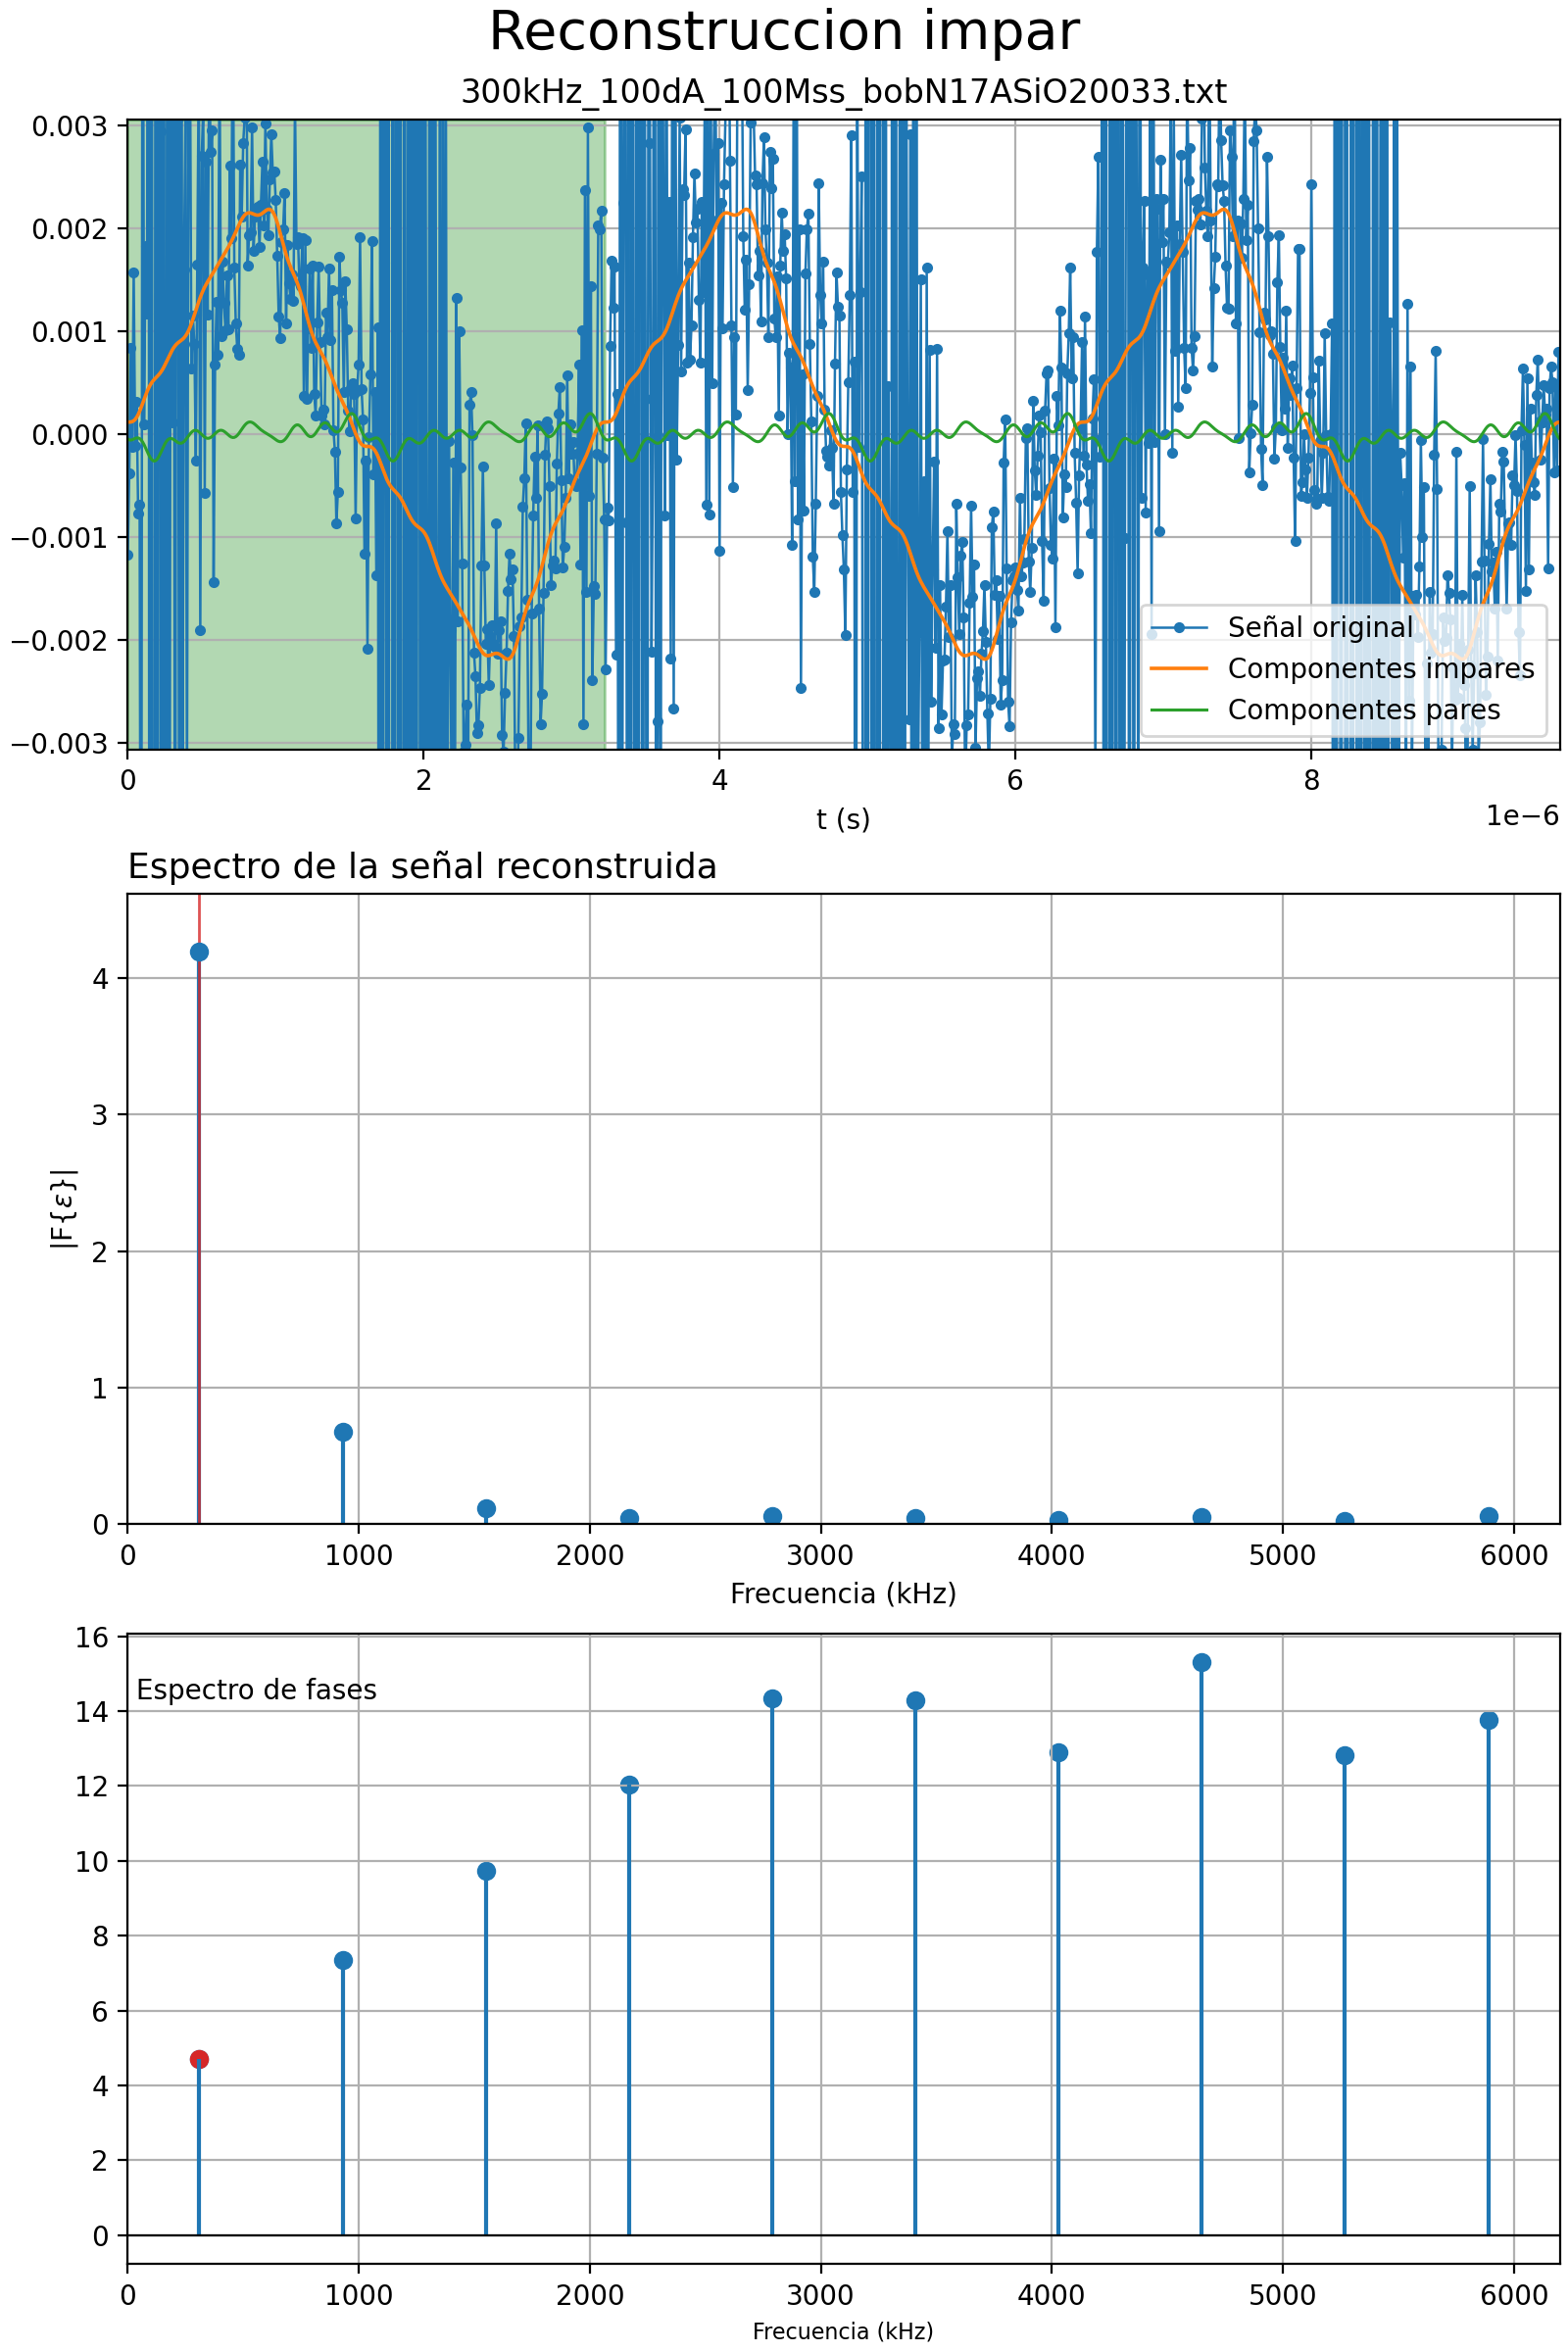 Reconstruccion impar
300kHz_100dA_100Mss_bobN17ASiO20033.txt
0.003
0.002
0.001
0.000
−0.001
−0.002
−0.003
Señal original
Componentes impares
Componentes pares
0 2 4 6 8
1e−6
t (s)
Espectro de la señal reconstruida
4
3
2
1
0
|F{ε}|
0 1000 2000 3000 4000 5000 6000
Frecuencia (kHz)
16
14
12
10
8
6
4
2
0
Espectro de fases
0 1000 2000 3000 4000 5000 6000
Frecuencia (kHz)